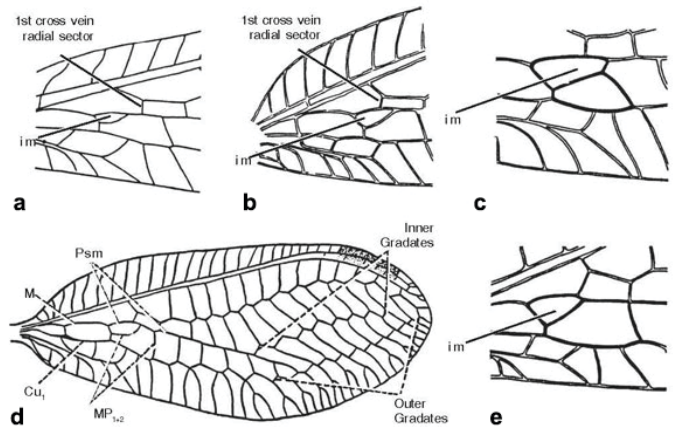 1st cross vein
radial sector
im
a
1st cross vein
radial sector
im
b
im
c
Psm
M
Cu1
MP1+2
Inner
Gradates
Outer
Gradates
d
im
e